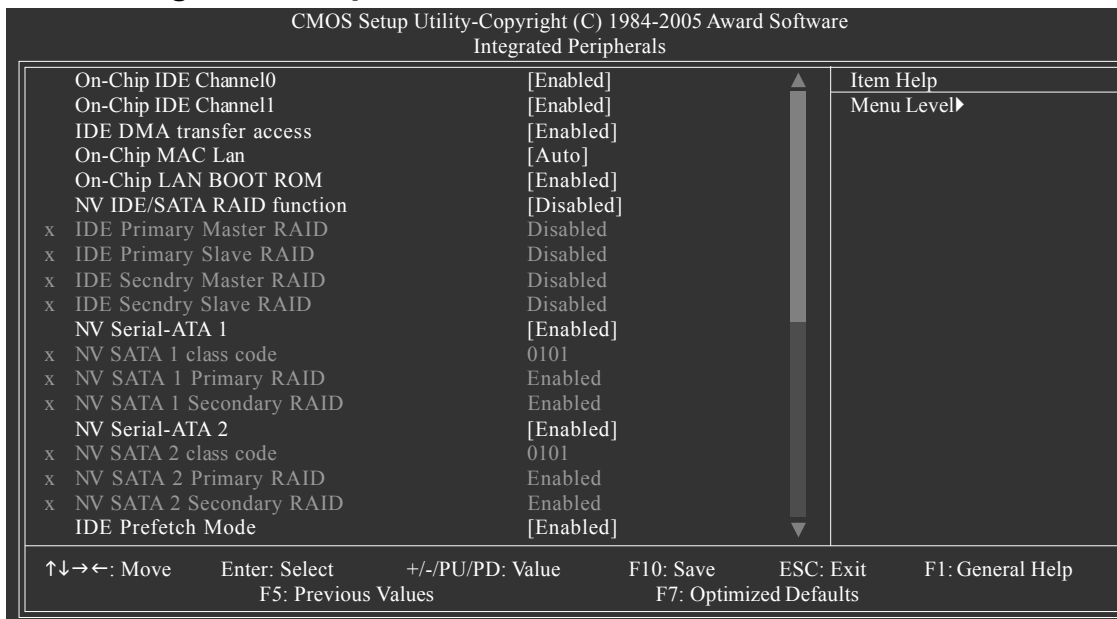 CMOS Setup Utility-Copyright (C) 1984-2005 Award Software
Integrated Peripherals
On-Chip IDE Channel0 [Enabled] ▲ Item Help
On-Chip IDE Channel1 [Enabled] Menu Level▶
IDE DMA transfer access [Enabled]
On-Chip MAC Lan [Auto]
On-Chip LAN BOOT ROM [Enabled]
NV IDE/SATA RAID function [Disabled]
x IDE Primary Master RAID Disabled
x IDE Primary Slave RAID Disabled
x IDE Secndry Master RAID Disabled
x IDE Secndry Slave RAID Disabled
NV Serial-ATA 1 [Enabled]
x NV SATA 1 class code 0101
x NV SATA 1 Primary RAID Enabled
x NV SATA 1 Secondary RAID Enabled
NV Serial-ATA 2 [Enabled]
x NV SATA 2 class code 0101
x NV SATA 2 Primary RAID Enabled
x NV SATA 2 Secondary RAID Enabled
IDE Prefetch Mode [Enabled] ▼
↑↓→←: Move Enter: Select +/-/PU/PD: Value F10: Save ESC: Exit F1: General Help
F5: Previous Values F7: Optimized Defaults